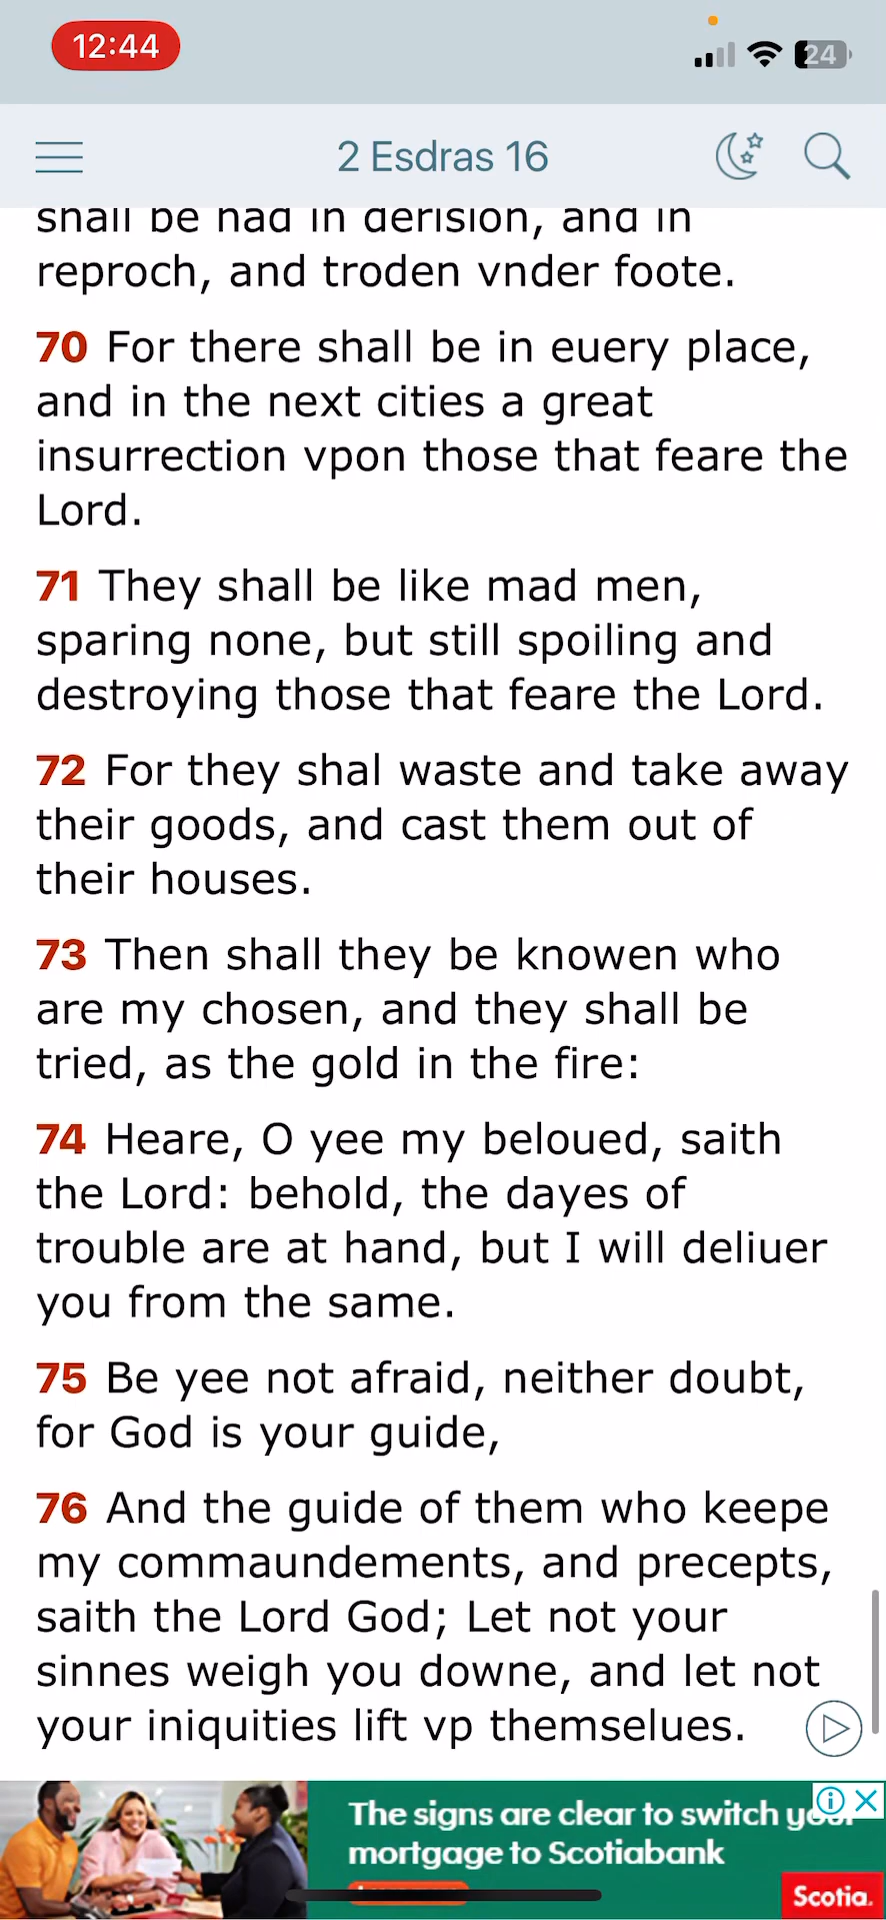 12:44
24
2 Esdras 16
shall be had in derision, and in
reproch, and troden vnder foote.
70 For there shall be in euery place,
and in the next cities a great
insurrection vpon those that feare the
Lord.
71 They shall be like mad men,
sparing none, but still spoiling and
destroying those that feare the Lord.
72 For they shal waste and take away
their goods, and cast them out of
their houses.
73 Then shall they be knowen who
are my chosen, and they shall be
tried, as the gold in the fire:
74 Heare, O yee my beloued, saith
the Lord: behold, the dayes of
trouble are at hand, but I will deliuer
you from the same.
75 Be yee not afraid, neither doubt,
for God is your guide,
76 And the guide of them who keepe
my commaundements, and precepts,
saith the Lord God; Let not your
sinnes weigh you downe, and let not
your iniquities lift vp themselues.
The signs are clear to switch your
mortgage to Scotiabank
Scotia.